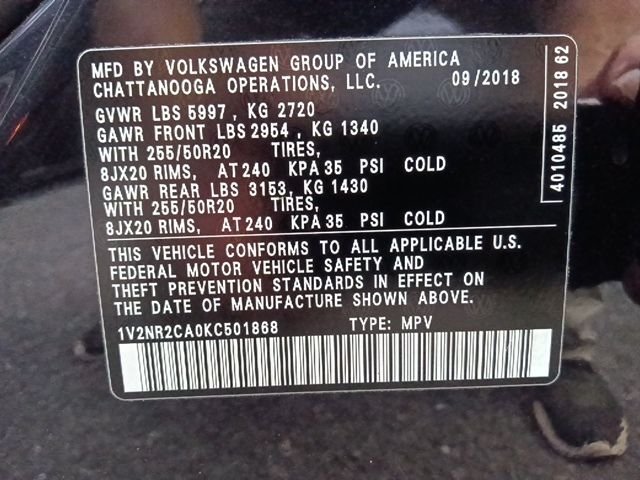 MFD BY VOLKSWAGEN GROUP OF AMERICA
CHATTANOOGA OPERATIONS, LLC. 09/2018
GVWR LBS 5997 , KG 2720
GAWR FRONT LBS 2954 , KG 1340
WITH 255/50R20 TIRES,
8JX20 RIMS, AT 240 KPA 35 PSI COLD
GAWR REAR LBS 3153, KG 1430
WITH 255/50R20 TIRES,
8JX20 RIMS, AT 240 KPA 35 PSI COLD
THIS VEHICLE CONFORMS TO ALL APPLICABLE U.S.
FEDERAL MOTOR VEHICLE SAFETY AND
THEFT PREVENTION STANDARDS IN EFFECT ON
THE DATE OF MANUFACTURE SHOWN ABOVE.
1V2NR2CA0KC501868 TYPE: MPV
4010485 2018 62